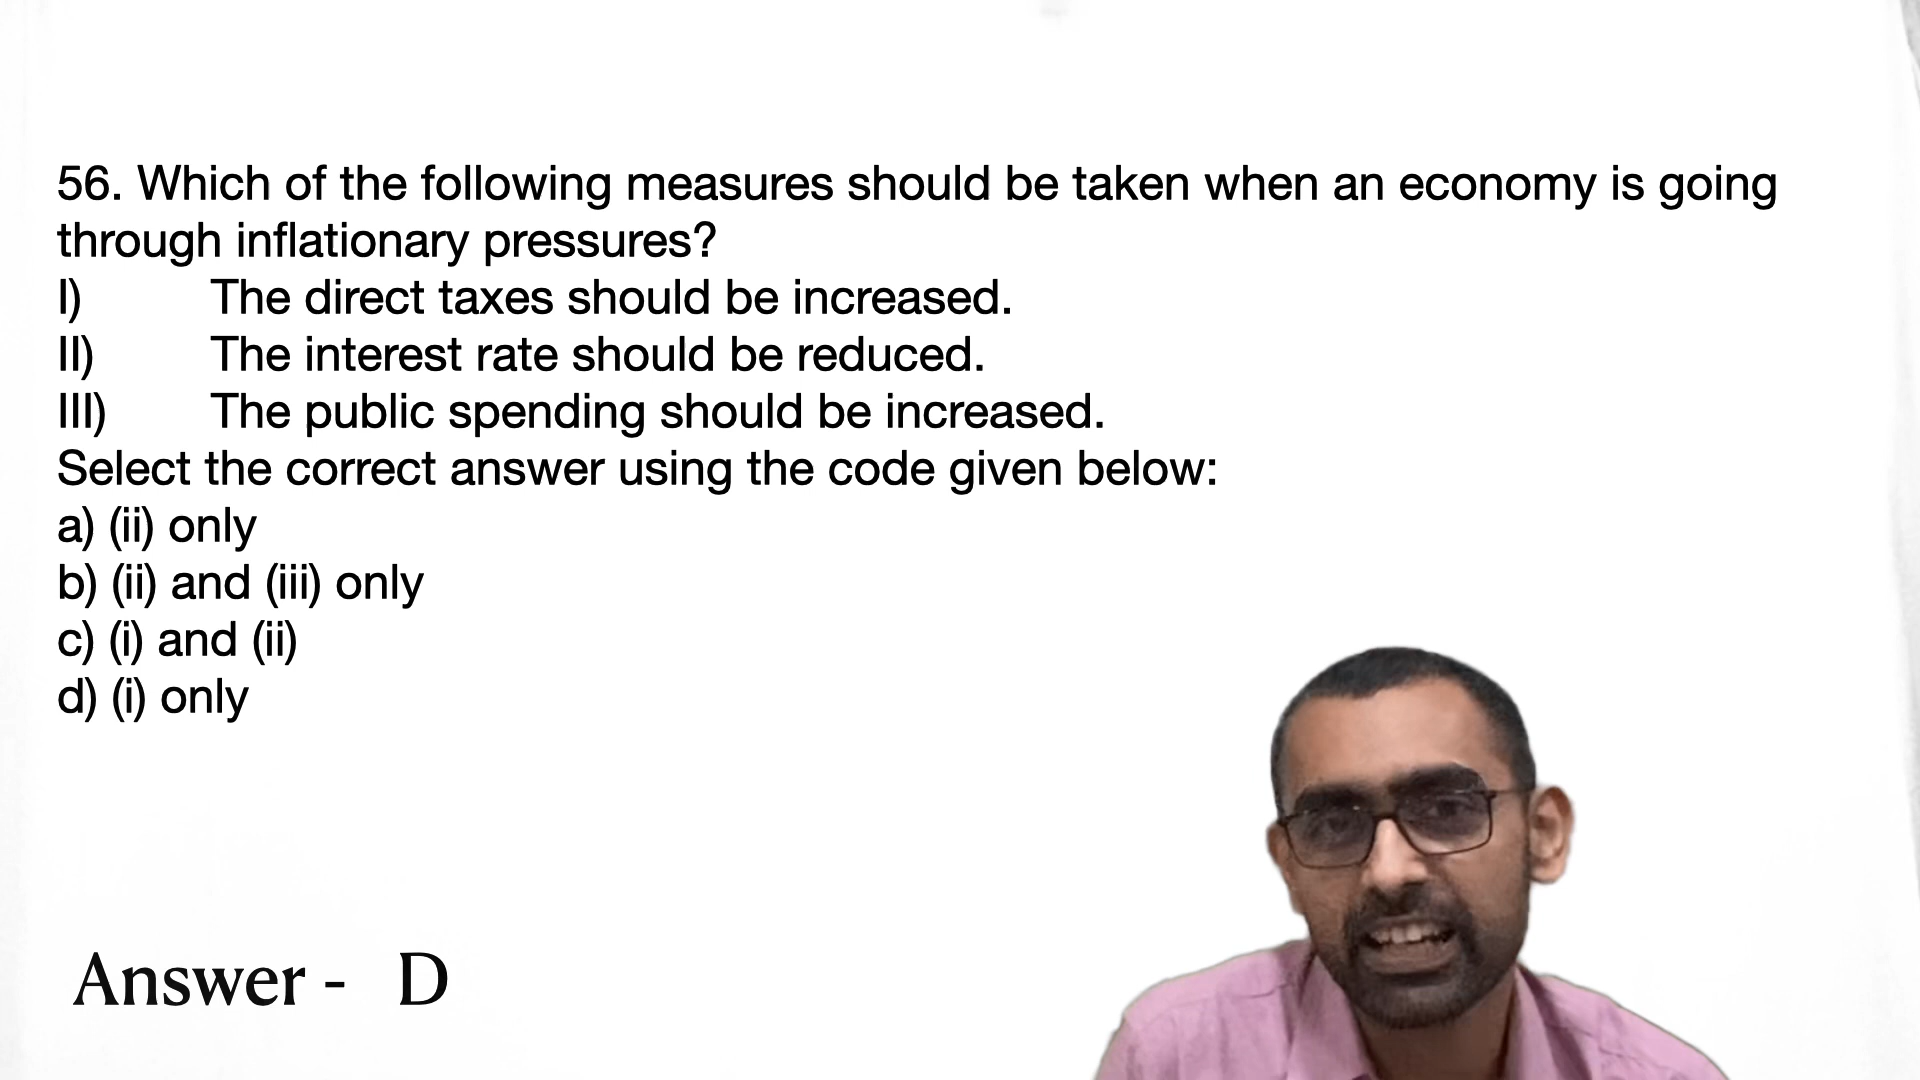 56. Which of the following measures should be taken when an economy is going
through inflationary pressures?
I) The direct taxes should be increased.
II) The interest rate should be reduced.
III) The public spending should be increased.
Select the correct answer using the code given below:
a) (ii) only
b) (ii) and (iii) only
c) (i) and (ii)
d) (i) only
Answer - D